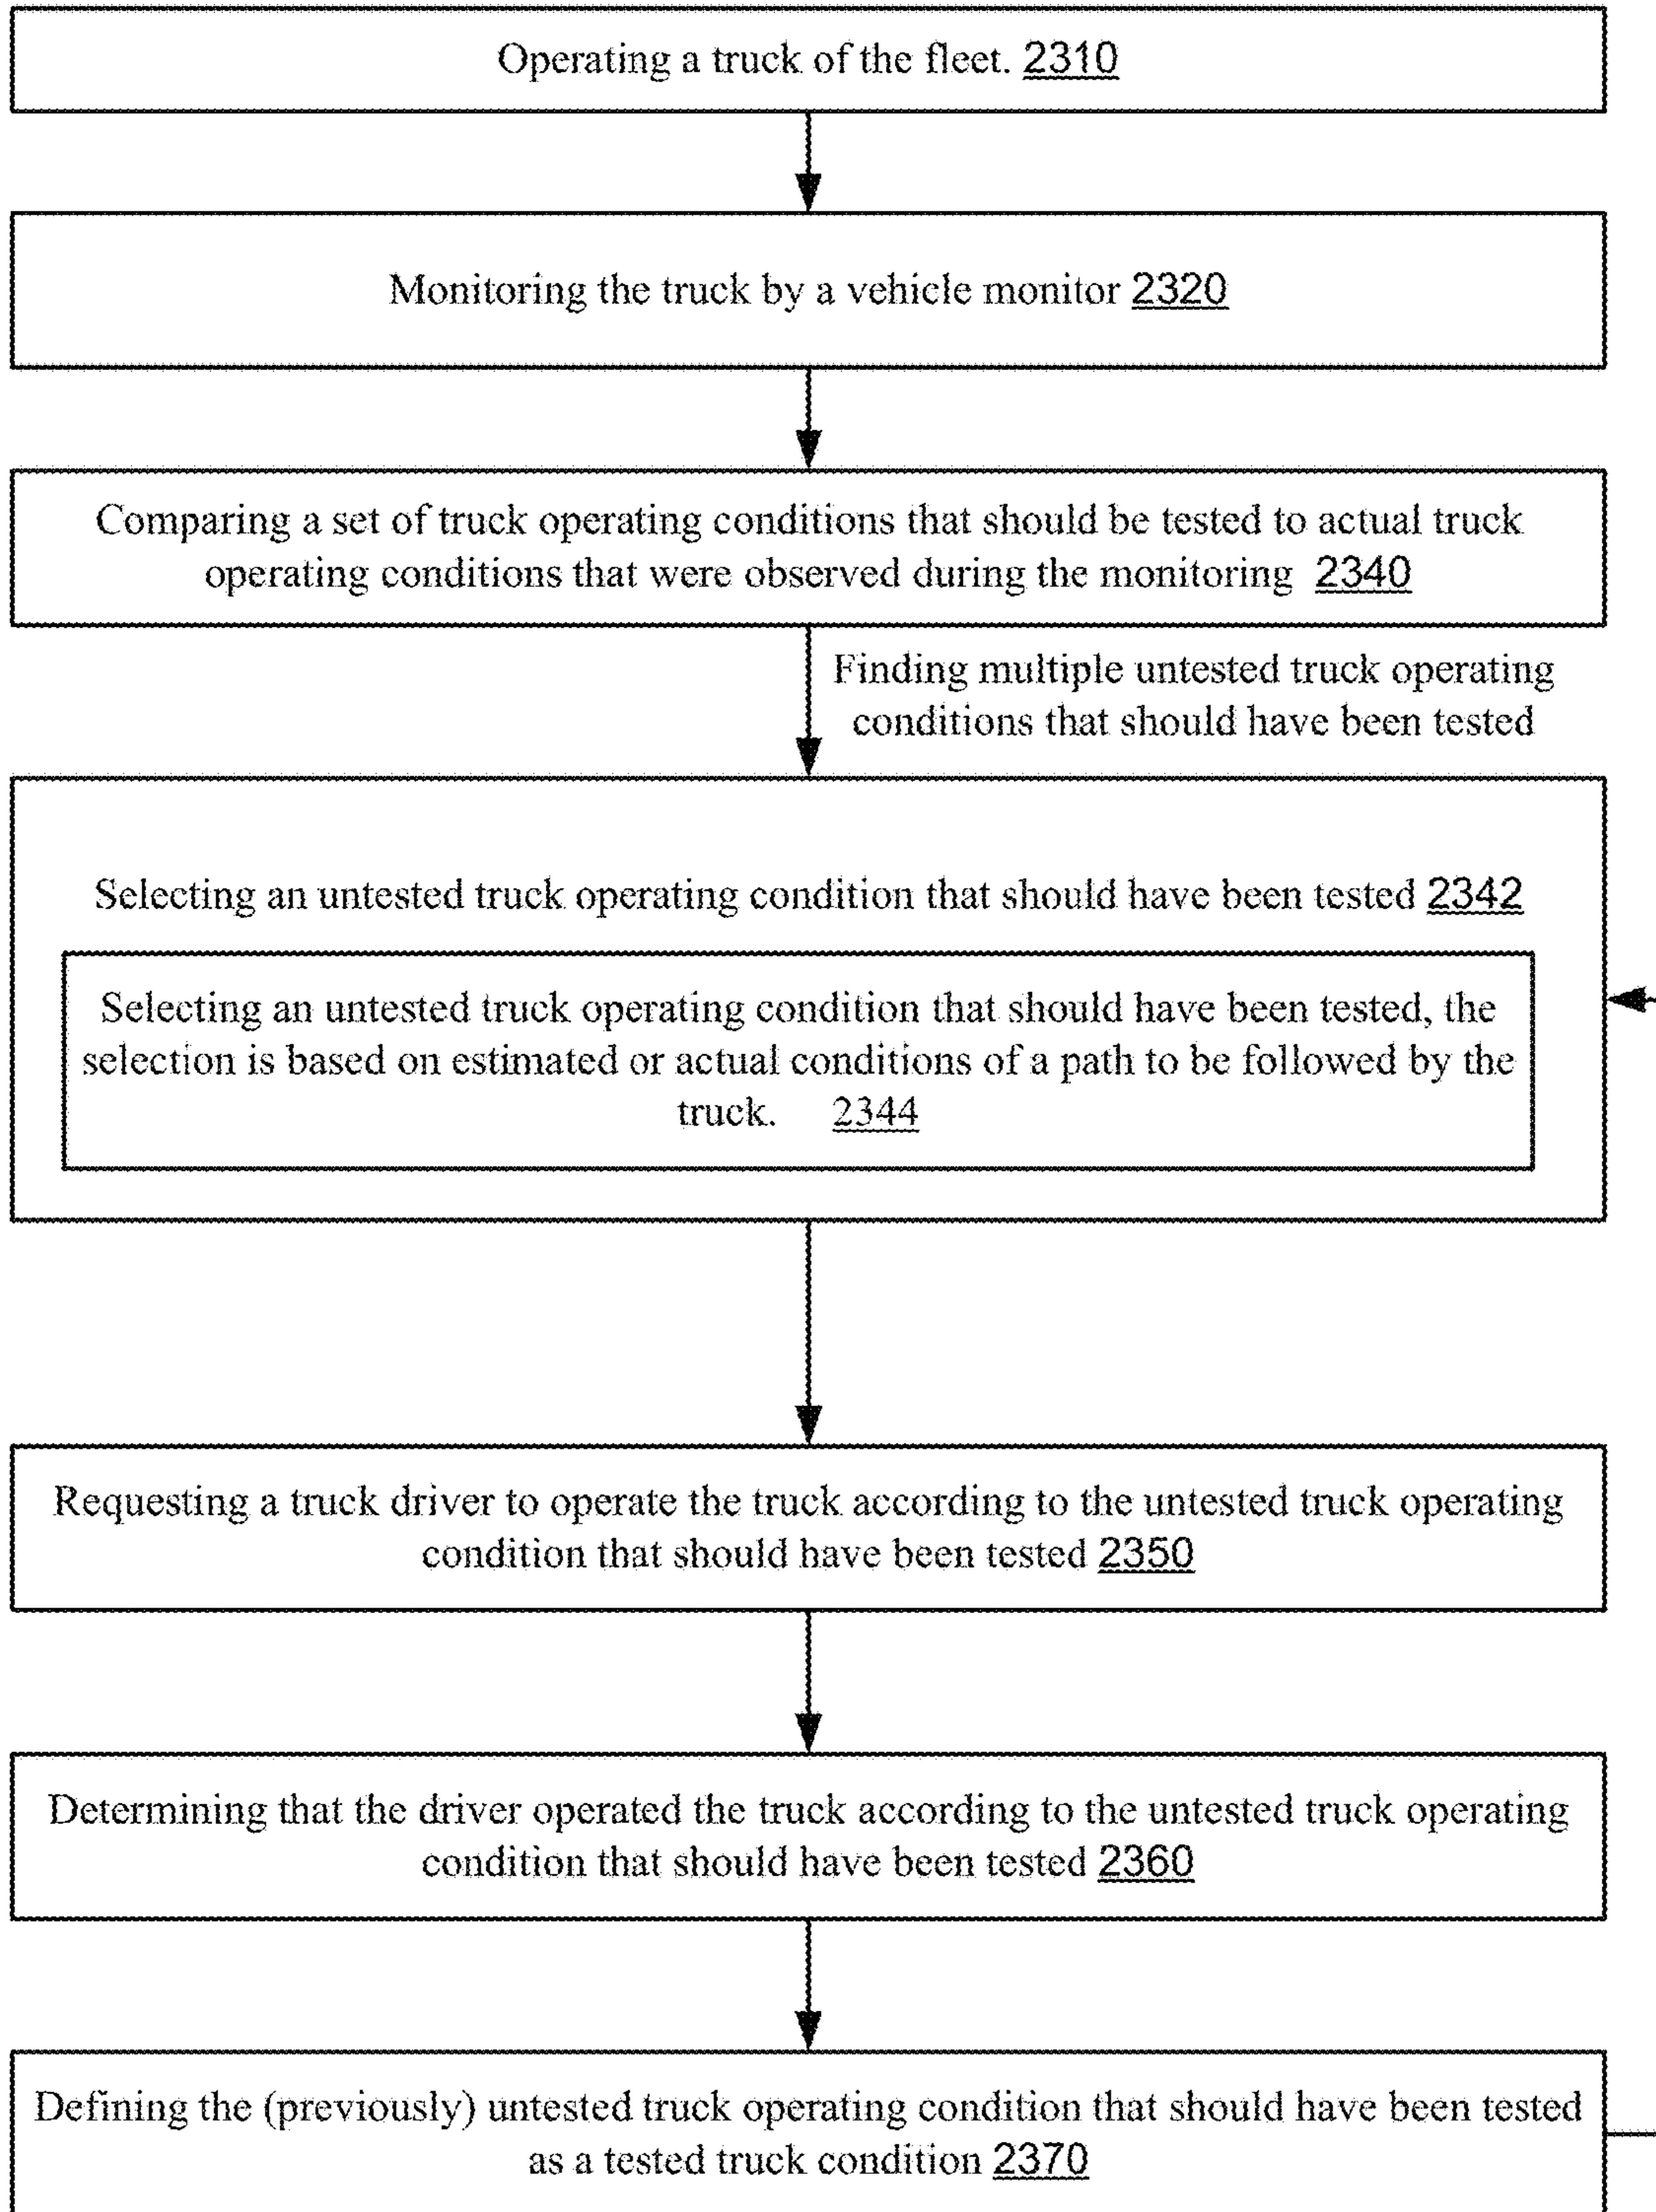 Operating a truck of the fleet. 2310
Monitoring the truck by a vehicle monitor 2320
Comparing a set of truck operating conditions that should be tested to actual truck
operating conditions that were observed during the monitoring 2340
Finding multiple untested truck operating
conditions that should have been tested
Selecting an untested truck operating condition that should have been tested 2342
Selecting an untested truck operating condition that should have been tested, the
selection is based on estimated or actual conditions of a path to be followed by the
truck. 2344
Requesting a truck driver to operate the truck according to the untested truck operating
condition that should have been tested 2350
Determining that the driver operated the truck according to the untested truck operating
condition that should have been tested 2360
Defining the (previously) untested truck operating condition that should have been tested
as a tested truck condition 2370